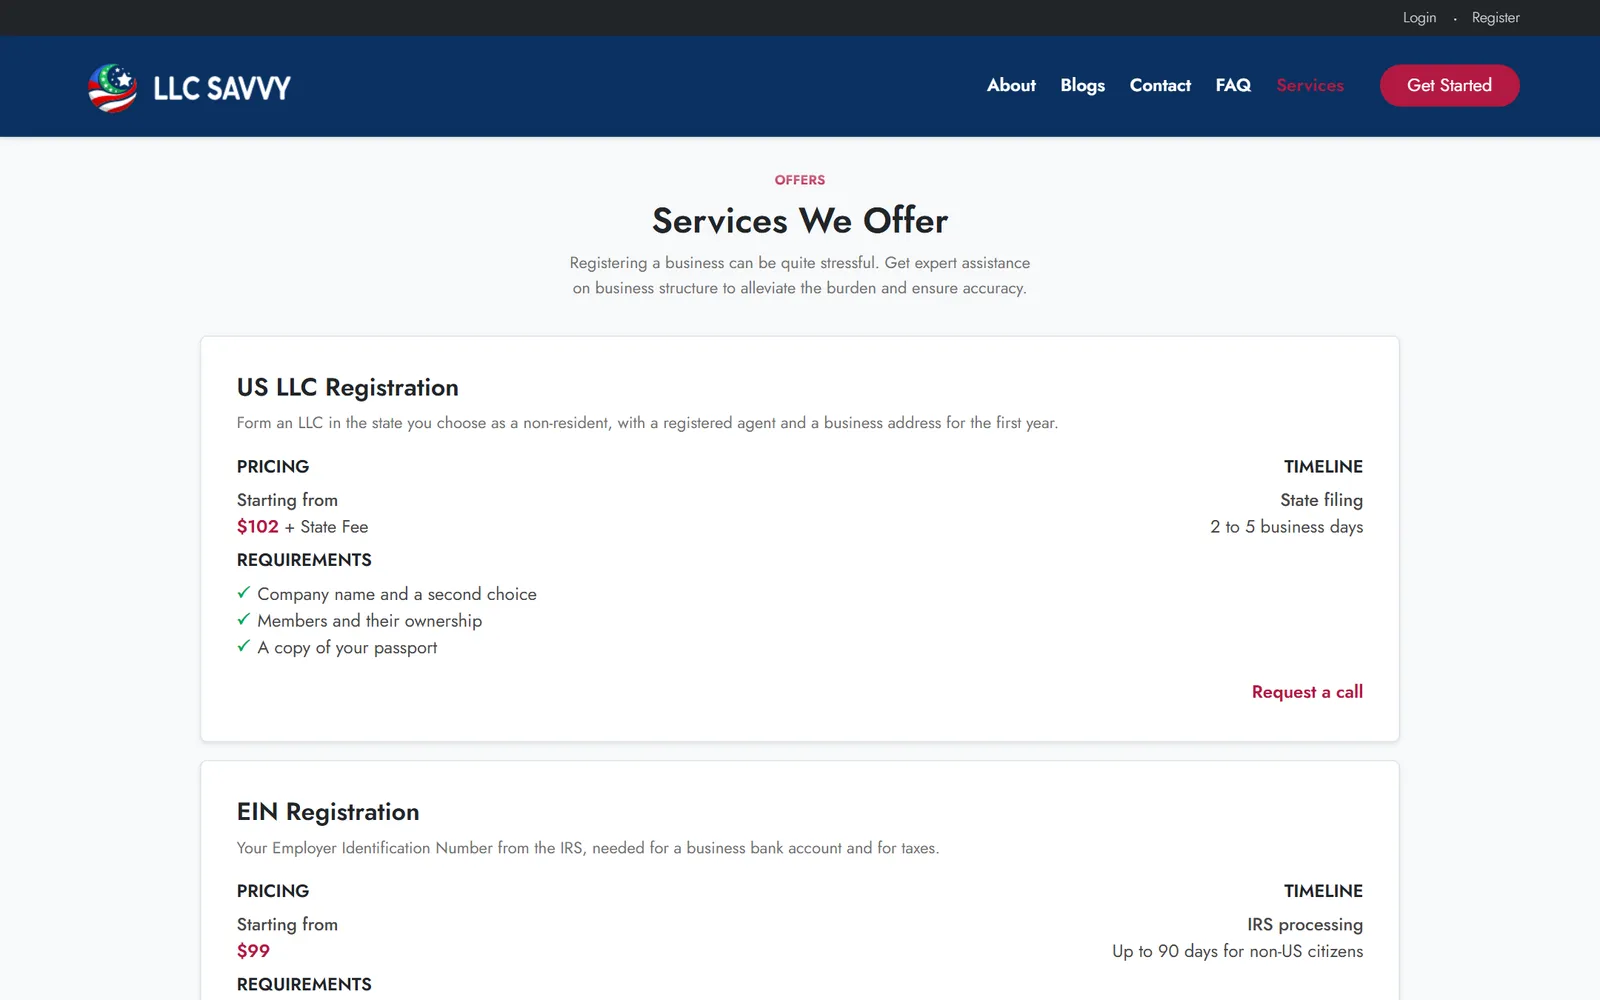 Login · Register
LLC SAVVY
About Blogs Contact FAQ Services Get Started
OFFERS
Services We Offer
Registering a business can be quite stressful. Get expert assistance
on business structure to alleviate the burden and ensure accuracy.
US LLC Registration
Form an LLC in the state you choose as a non-resident, with a registered agent and a business address for the first year.
PRICING
Starting from
$102 + State Fee
TIMELINE
State filing
2 to 5 business days
REQUIREMENTS
✓ Company name and a second choice
✓ Members and their ownership
✓ A copy of your passport
Request a call
EIN Registration
Your Employer Identification Number from the IRS, needed for a business bank account and for taxes.
PRICING
Starting from
$99
TIMELINE
IRS processing
Up to 90 days for non-US citizens
REQUIREMENTS